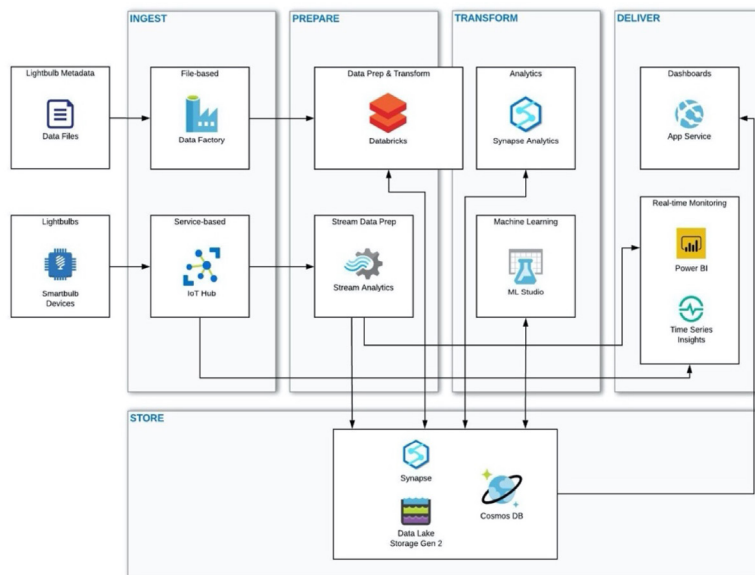 INGEST
PREPARE
TRANSFORM
DELIVER
Lightbulb Metadata
Data Files
File-based
Data Factory
Data Prep & Transform
Databricks
Analytics
Synapse Analytics
Dashboards
App Service
Lightbulbs
Smartbulb
Devices
Service-based
IoT Hub
Stream Data Prep
Stream Analytics
Machine Learning
ML Studio
Real-time Monitoring
Power BI
Time Series
Insights
STORE
Synapse
Data Lake
Storage Gen 2
Cosmos DB